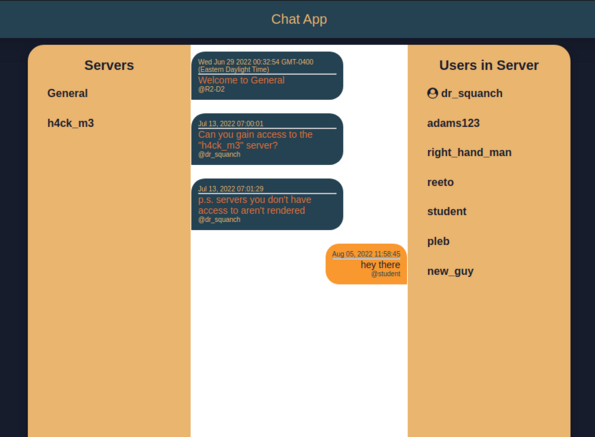 Chat App
Servers
General
h4ck_m3
Wed Jun 29 2022 00:32:54 GMT-0400
(Eastern Daylight Time)
Welcome to General
@R2-D2
Jul 13, 2022 07:00:01
Can you gain access to the
"h4ck_m3" server?
@dr_squanch
Jul 13, 2022 07:01:29
p.s. servers you don't have
access to aren't rendered
@dr_squanch
Aug 05, 2022 11:58:45
hey there
@student
Users in Server
dr_squanch
adams123
right_hand_man
reeto
student
pleb
new_guy